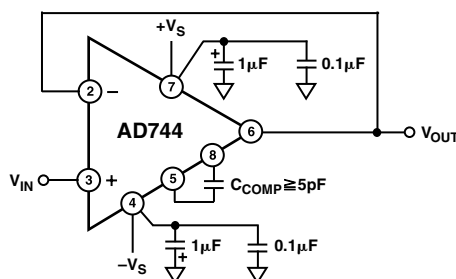 +VS
+
1μF
0.1μF
7
2
–
AD744
6
VOUT
8
VIN
3
+
5
CCOMP ≧ 5pF
4
1μF
+
0.1μF
–VS